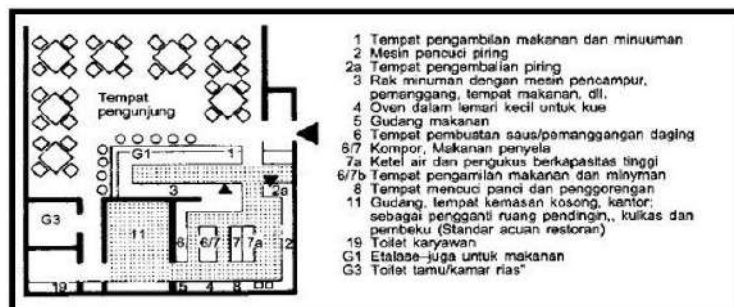 Tempat
pengunjung
G1
1
3
2a
G3
11
6
6/7
7
7a
2
19
5
4
8
1 Tempat pengambilan makanan dan minuuman
2 Mesin pencuci piring
2a Tempat pengembalian piring
3 Rak minuman dengan mesin pencampur,
pemanggang, tempat makanan, dll.
4 Oven dalam lemari kecil untuk kue
5 Gudang makanan
6 Tempat pembuatan saus/pemanggangan daging
6/7 Kompor, Makanan penyela
7a Ketel air dan pengukus berkapasitas tinggi
6/7b Tempat pengamilan makanan dan minyman
8 Tempat mencuci panci dan penggorengan
11 Gudang, tempat kemasan kosong, kantor;
sebagai pengganti ruang pendingin,, kulkas dan
pembeku (Standar acuan restoran)
19 Toilet karyawan
G1 Etalase–juga untuk makanan
G3 Toilet tamu/kamar rias"